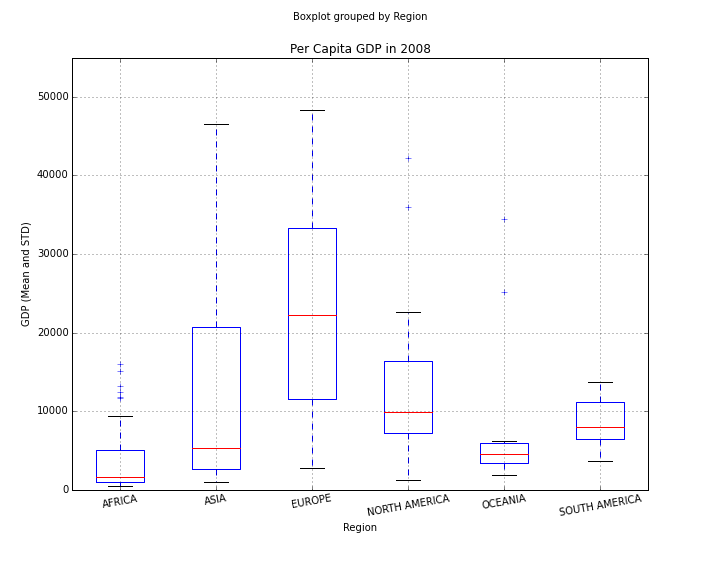 Boxplot grouped by Region
Per Capita GDP in 2008
50000
40000
30000
20000
10000
0
GDP (Mean and STD)
AFRICA ASIA EUROPE NORTH AMERICA OCEANIA SOUTH AMERICA
Region